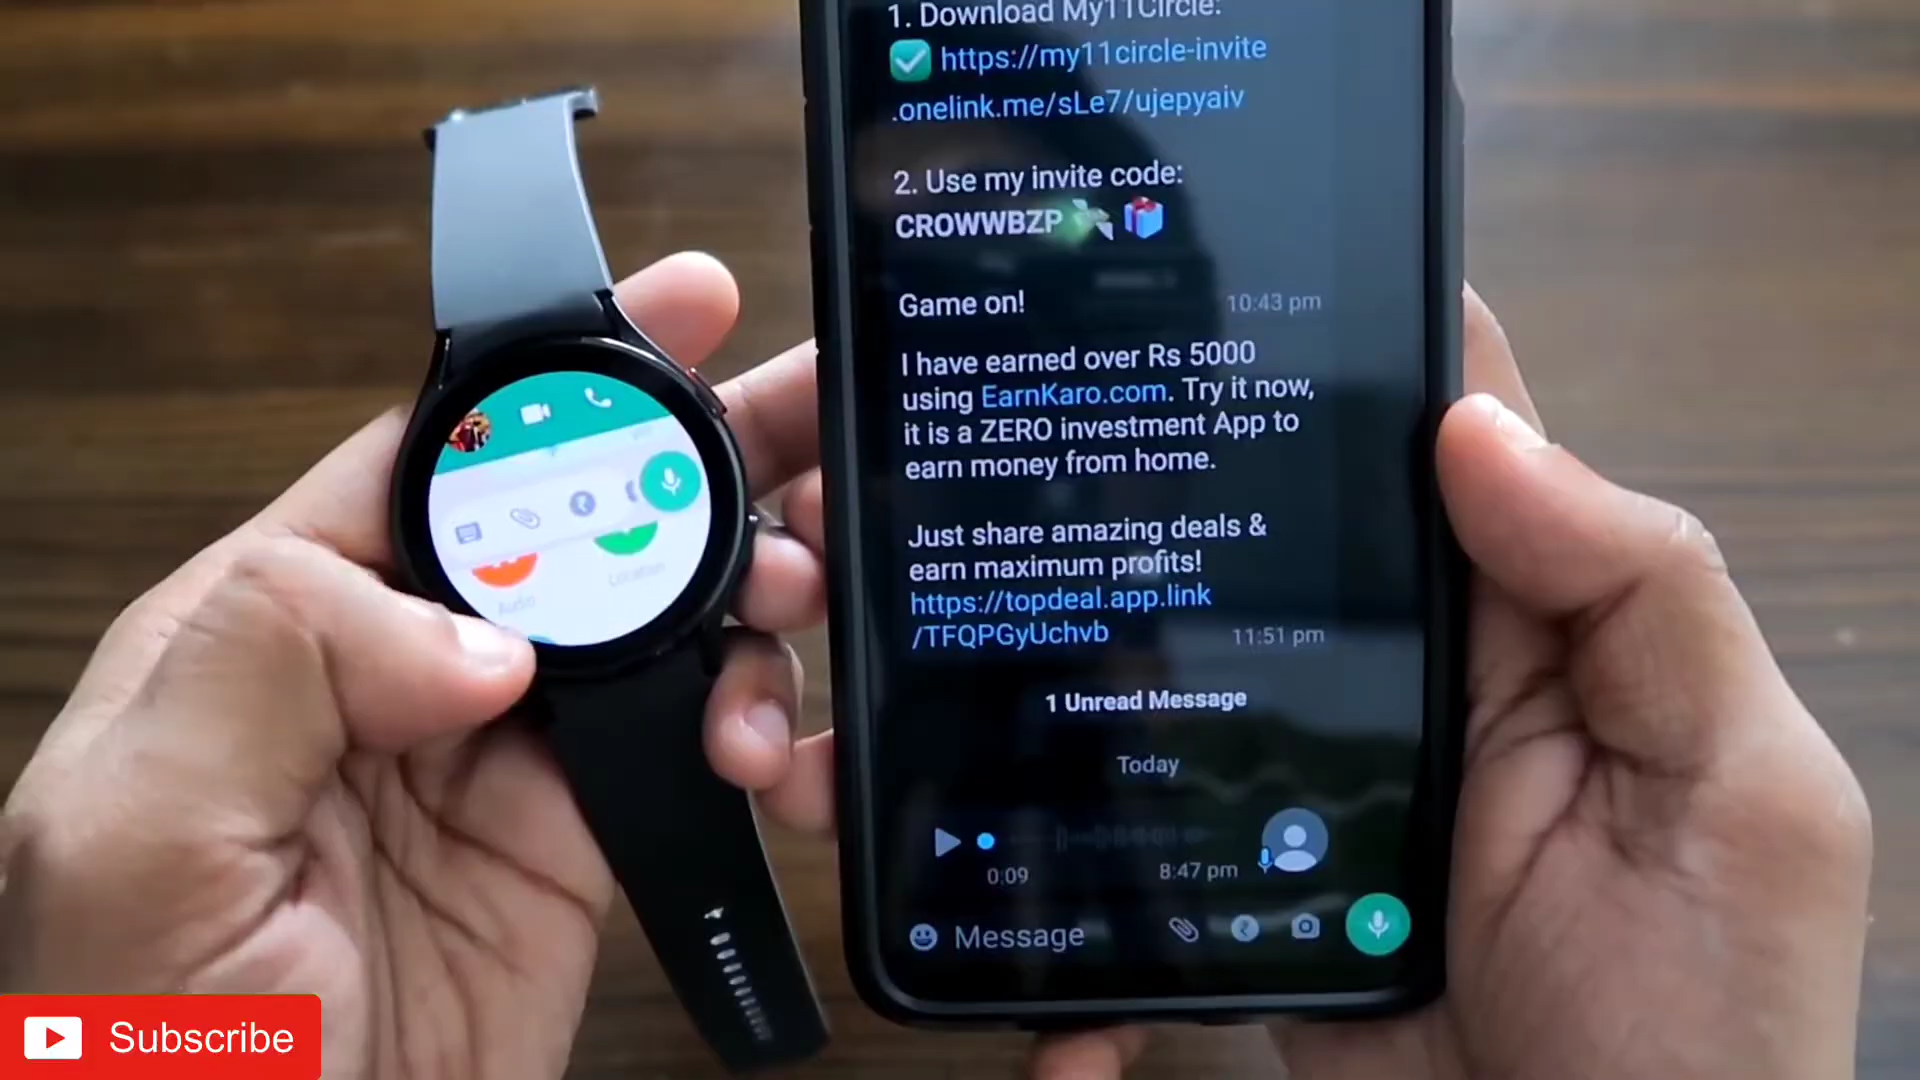 1. Download My11Circle:
https://my11circle-invite
.onelink.me/sLe7/ujepyaiv
2. Use my invite code:
CROWWBZP
Game on!
10:43 pm
I have earned over Rs 5000
using EarnKaro.com. Try it now,
it is a ZERO investment App to
earn money from home.
Just share amazing deals &
earn maximum profits!
https://topdeal.app.link
/TFQPGyUchvb
11:51 pm
1 Unread Message
Today
0:09
8:47 pm
Message
Audio
Location
Subscribe